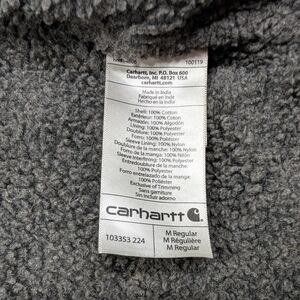 100119
Carhartt, Inc. P.O. Box 600
Dearborn, MI 48121 USA
carhartt.com
Made in India
Fabriqué en Inde
Hecho en la India
Shell: 100% Cotton
Extérieur: 100% Coton
Armazón: 100% Algodón
Lining: 100% Polyester
Doublure: 100% Polyester
Forro: 100% Poliéster
Sleeve Lining: 100% Nylon
Doublure de la manche: 100% Nylon
Forro de la manga: 100% Nilón
Sleeve Interlining: 100% Polyester
Entredoublure de la manche:
100% Polyester
Forro entrelazado de la manga:
100% Poliéster
Exclusive of Trimming
Sans garniture
Sin incluir adorno
carhartt
103353 224
M Regular
M Régulière
M Regular